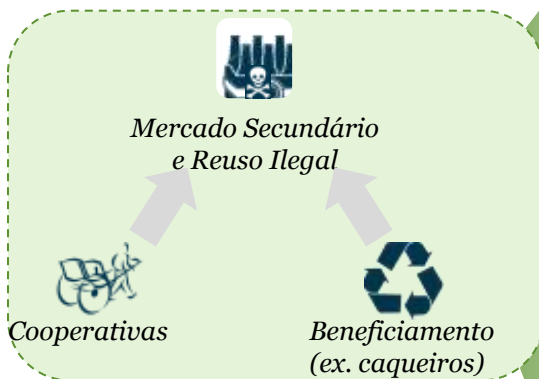 Mercado Secundário
e Reuso Ilegal
Cooperativas
Beneficiamento
(ex. caqueiros)